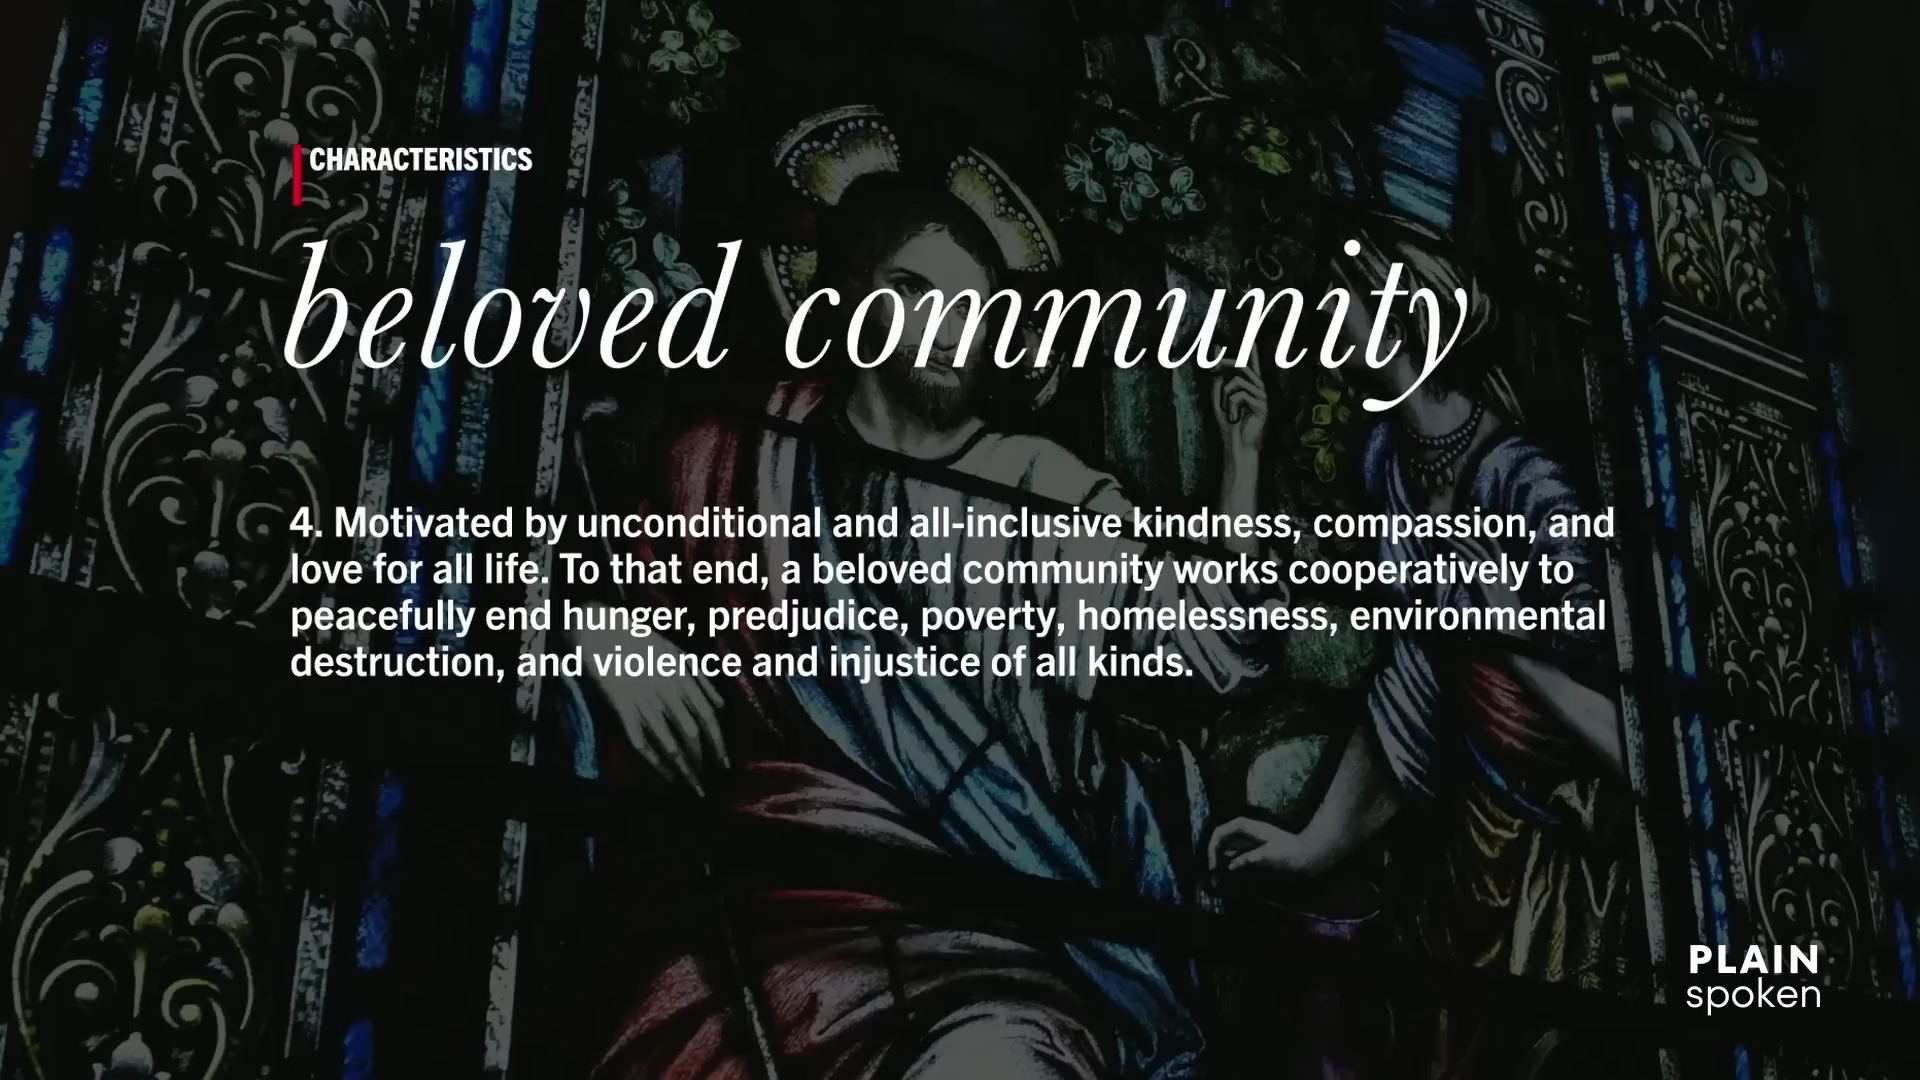 CHARACTERISTICS
beloved community
4. Motivated by unconditional and all-inclusive kindness, compassion, and
love for all life. To that end, a beloved community works cooperatively to
peacefully end hunger, predjudice, poverty, homelessness, environmental
destruction, and violence and injustice of all kinds.
PLAIN
spoken